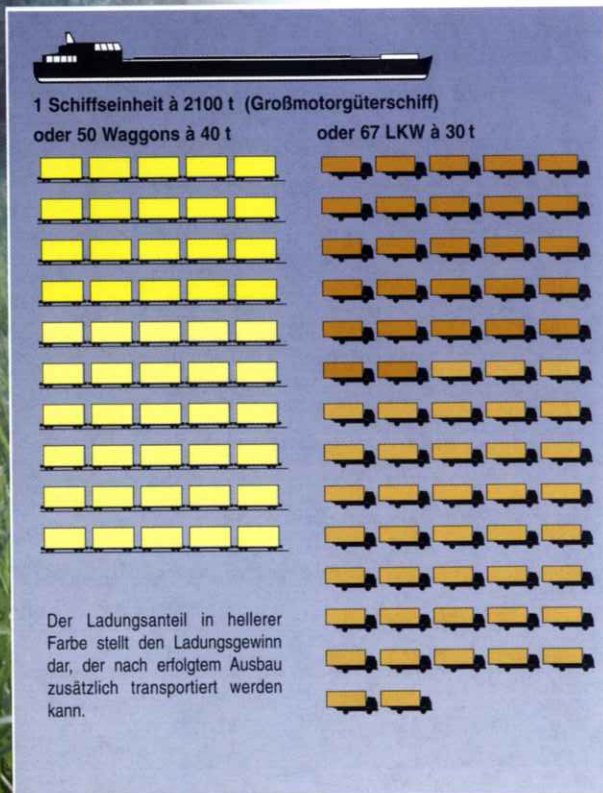 1 Schiffseinheit à 2100 t (Großmotorgüterschiff)
oder 50 Waggons à 40 t
oder 67 LKW à 30 t
Der Ladungsanteil in hellerer
Farbe stellt den Ladungsgewinn
dar, der nach erfolgtem Ausbau
zusätzlich transportiert werden
kann.